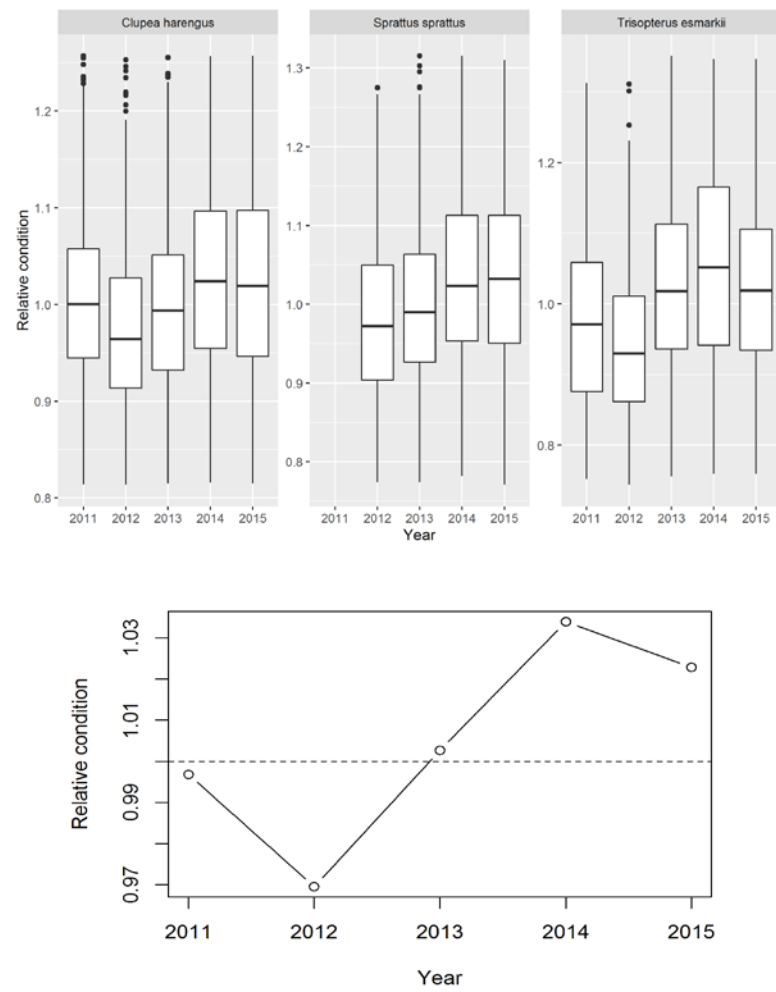 Clupea harengus
Sprattus sprattus
Trisopterus esmarkii
Relative condition
1.2
1.1
1.0
0.9
0.8
1.3
1.2
1.1
1.0
0.9
0.8
1.2
1.0
0.8
2011 2012 2013 2014 2015
2011 2012 2013 2014 2015
2011 2012 2013 2014 2015
Year
Relative condition
1.03
1.01
0.99
0.97
2011 2012 2013 2014 2015
Year